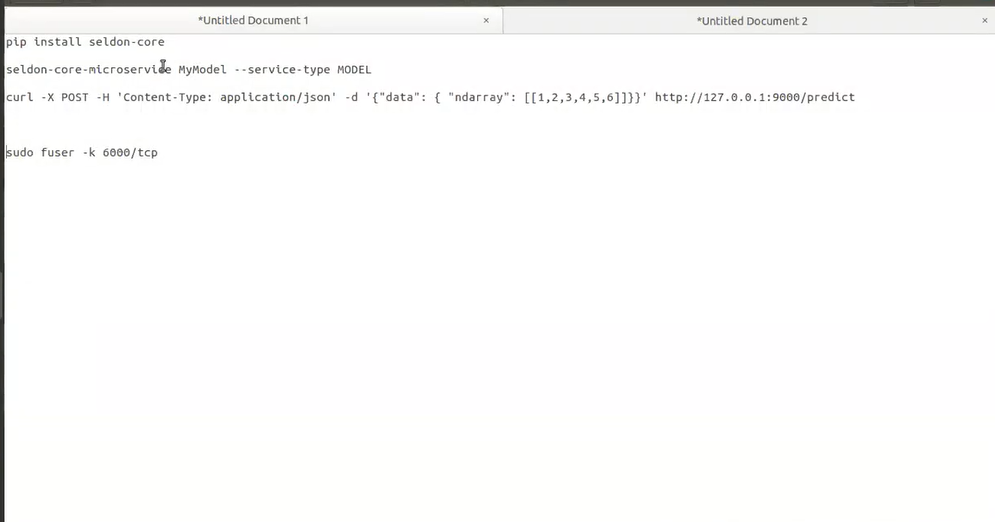 *Untitled Document 1 × *Untitled Document 2 ×
pip install seldon-core
seldon-core-microservice MyModel --service-type MODEL
curl -X POST -H 'Content-Type: application/json' -d '{"data": { "ndarray": [[1,2,3,4,5,6]]}}' http://127.0.0.1:9000/predict
sudo fuser -k 6000/tcp